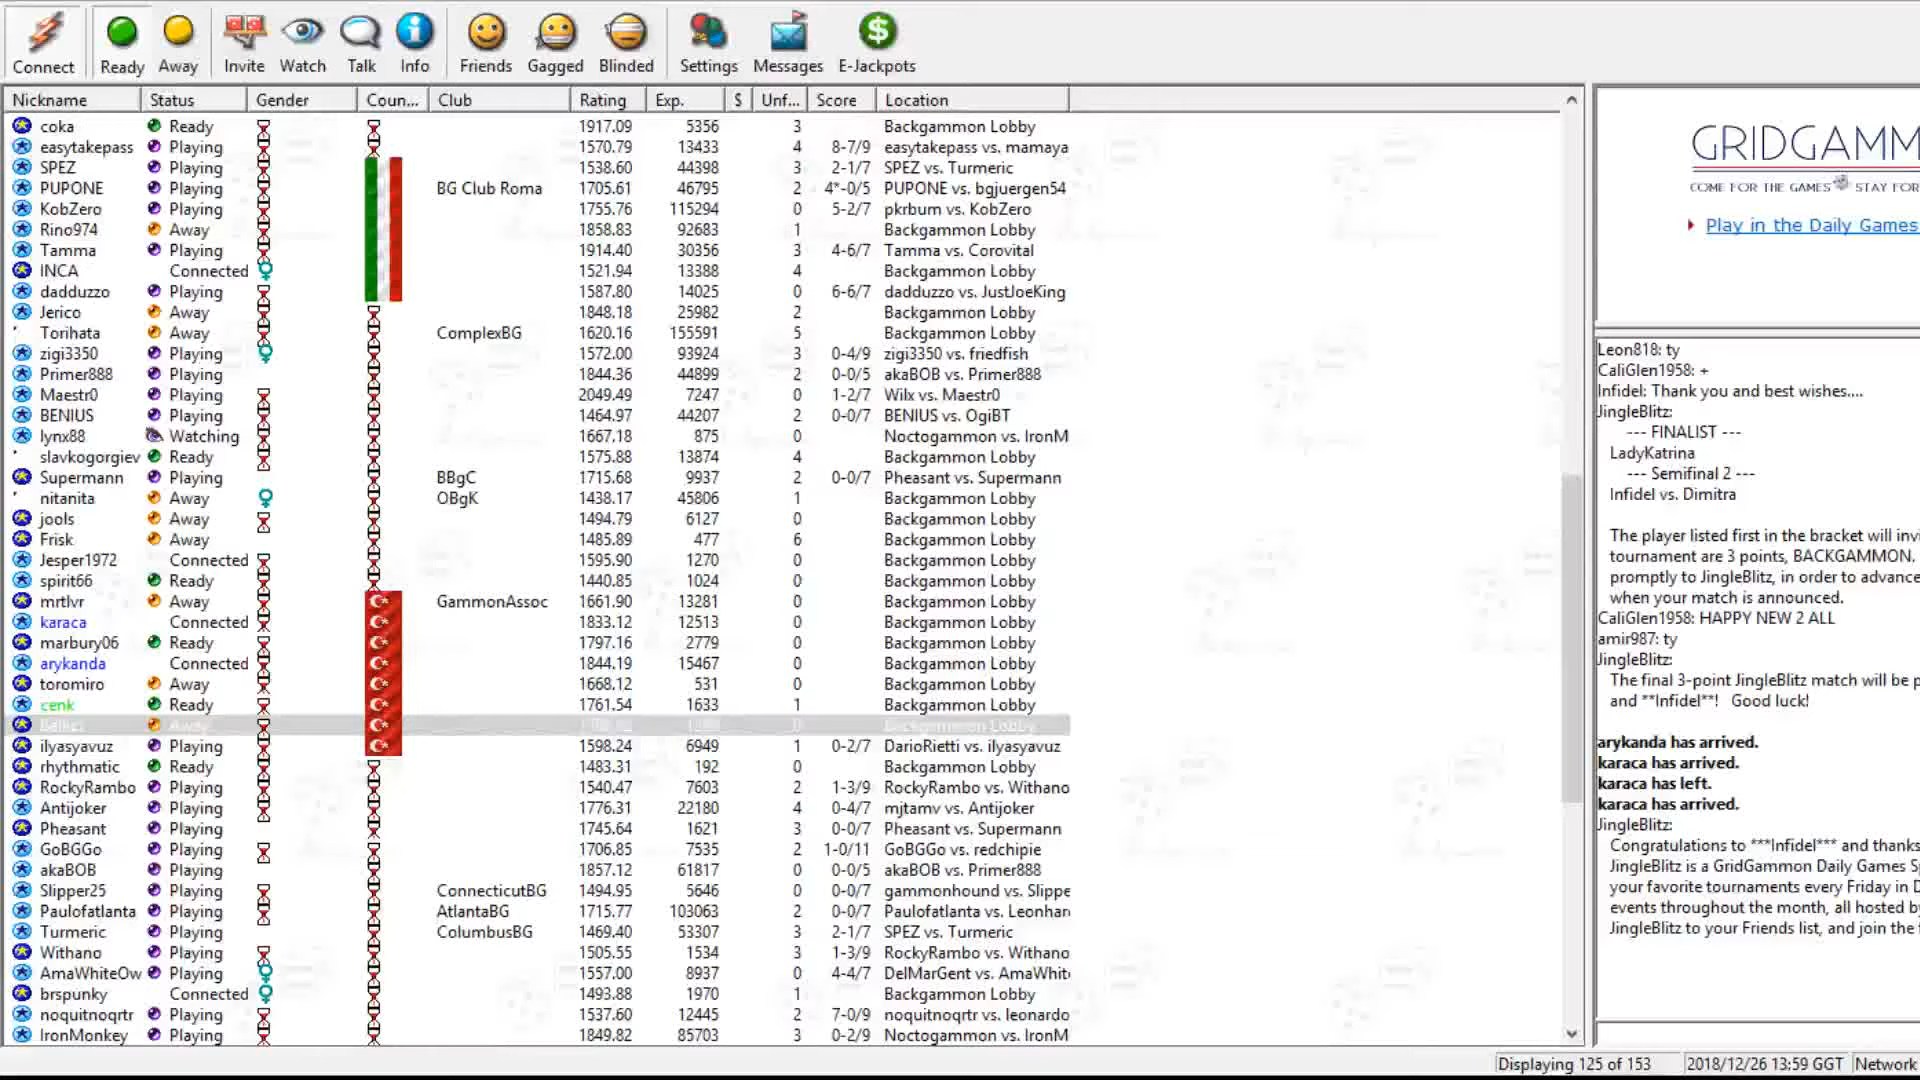 Connect Ready Away Invite Watch Talk Info Friends Gagged Blinded Settings Messages E-Jackpots
Nickname Status Gender Coun... Club Rating Exp. $ Unf... Score Location
coka Ready 1917.09 5356 3 Backgammon Lobby
easytakepass Playing 1570.79 13433 4 8-7/9 easytakepass vs. mamaya
SPEZ Playing 1538.60 44398 3 2-1/7 SPEZ vs. Turmeric
PUPONE Playing BG Club Roma 1705.61 46795 2 4*-0/5 PUPONE vs. bgjuergen54
KobZero Playing 1755.76 115294 0 5-2/7 pkrbum vs. KobZero
Rino974 Away 1858.83 92683 1 Backgammon Lobby
Tamma Playing 1914.40 30356 3 4-6/7 Tamma vs. Corovital
INCA Connected 1521.94 13388 4 Backgammon Lobby
dadduzzo Playing 1587.80 14025 0 6-6/7 dadduzzo vs. JustJoeKing
Jerico Away 1848.18 25982 2 Backgammon Lobby
Torihata Away ComplexBG 1620.16 155591 5 Backgammon Lobby
zigi3350 Playing 1572.00 93924 3 0-4/9 zigi3350 vs. friedfish
Primer888 Playing 1844.36 44899 2 0-0/5 akaBOB vs. Primer888
Maestr0 Playing 2049.49 7247 0 1-2/7 Wilx vs. Maestr0
BENIUS Playing 1464.97 44207 2 0-0/7 BENIUS vs. OgiBT
lynx88 Watching 1667.18 875 0 Noctogammon vs. IronM
slavkogorgiev Ready 1575.88 13874 4 Backgammon Lobby
Supermann Playing BBgC 1715.68 9937 2 0-0/7 Pheasant vs. Supermann
nitanita Away OBgK 1438.17 45806 1 Backgammon Lobby
jools Away 1494.79 6127 0 Backgammon Lobby
Frisk Away 1485.89 477 6 Backgammon Lobby
Jesper1972 Connected 1595.90 1270 0 Backgammon Lobby
spirit66 Ready 1440.85 1024 0 Backgammon Lobby
mrtlvr Away GammonAssoc 1661.90 13281 0 Backgammon Lobby
karaca Connected 1833.12 12513 0 Backgammon Lobby
marbury06 Ready 1797.16 2779 0 Backgammon Lobby
arykanda Connected 1844.19 15467 0 Backgammon Lobby
toromiro Away 1668.12 531 0 Backgammon Lobby
cenk Ready 1761.54 1633 1 Backgammon Lobby
Away 0 Backgammon Lobby
ilyasyavuz Playing 1598.24 6949 1 0-2/7 DarioRietti vs. ilyasyavuz
rhythmatic Ready 1483.31 192 0 Backgammon Lobby
RockyRambo Playing 1540.47 7603 2 1-3/9 RockyRambo vs. Withano
Antijoker Playing 1776.31 22180 4 0-4/7 mjtamv vs. Antijoker
Pheasant Playing 1745.64 1621 3 0-0/7 Pheasant vs. Supermann
GoBGGo Playing 1706.85 7535 2 1-0/11 GoBGGo vs. redchipie
akaBOB Playing 1857.12 61817 0 0-0/5 akaBOB vs. Primer888
Slipper25 Playing ConnecticutBG 1494.95 5646 0 0-0/7 gammonhound vs. Slippe
Paulofatlanta Playing AtlantaBG 1715.77 103063 2 0-0/7 Paulofatlanta vs. Leonhar
Turmeric Playing ColumbusBG 1469.40 53307 3 2-1/7 SPEZ vs. Turmeric
Withano Playing 1505.55 1534 3 1-3/9 RockyRambo vs. Withano
AmaWhiteOw Playing 1557.00 8937 0 4-4/7 DelMarGent vs. AmaWhit
brspunky Connected 1493.88 1970 1 Backgammon Lobby
noquitnoqrtr Playing 1537.60 12445 2 7-0/9 noquitnoqrtr vs. leonardo
IronMonkey Playing 1849.82 85703 3 0-2/9 Noctogammon vs. IronM
GRIDGAMM
COME FOR THE GAMES STAY FOR
Play in the Daily Games
Leon818: ty
CaliGlen1958: +
Infidel: Thank you and best wishes....
JingleBlitz:
--- FINALIST ---
LadyKatrina
--- Semifinal 2 ---
Infidel vs. Dimitra
The player listed first in the bracket will invi
tournament are 3 points, BACKGAMMON.
promptly to JingleBlitz, in order to advance
when your match is announced.
CaliGlen1958: HAPPY NEW 2 ALL
amir987: ty
JingleBlitz:
The final 3-point JingleBlitz match will be p
and **Infidel**! Good luck!
arykanda has arrived.
karaca has arrived.
karaca has left.
karaca has arrived.
JingleBlitz:
Congratulations to ***Infidel*** and thanks
JingleBlitz is a GridGammon Daily Games S
your favorite tournaments every Friday in D
events throughout the month, all hosted by
JingleBlitz to your Friends list, and join the
Displaying 125 of 153 2018/12/26 13:59 GGT Network